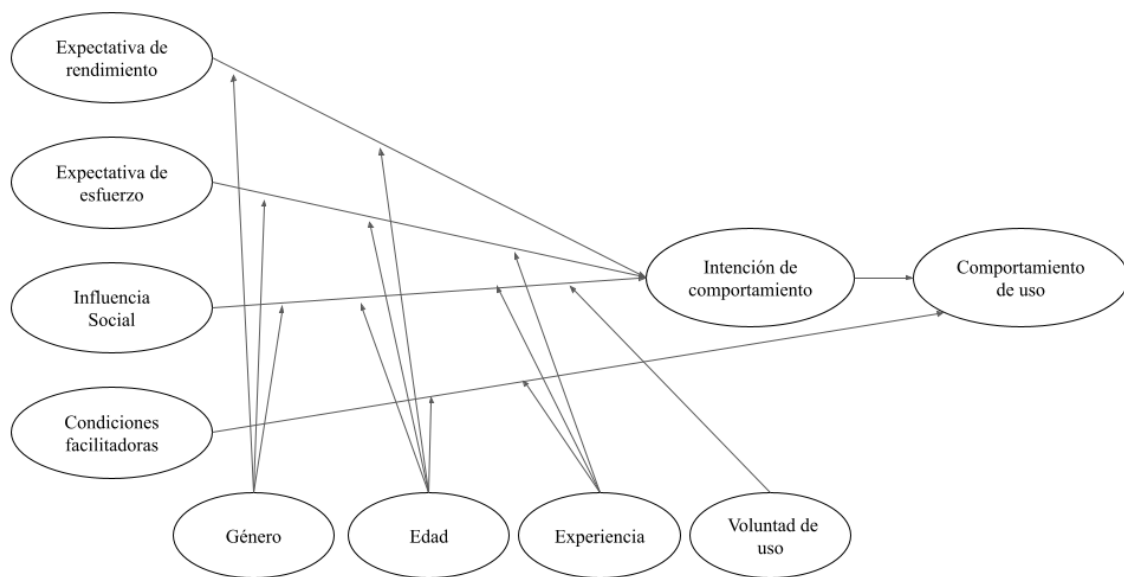 Expectativa de
rendimiento
Expectativa de
esfuerzo
Influencia
Social
Condiciones
facilitadoras
Intención de
comportamiento
Comportamiento
de uso
Género
Edad
Experiencia
Voluntad de
uso